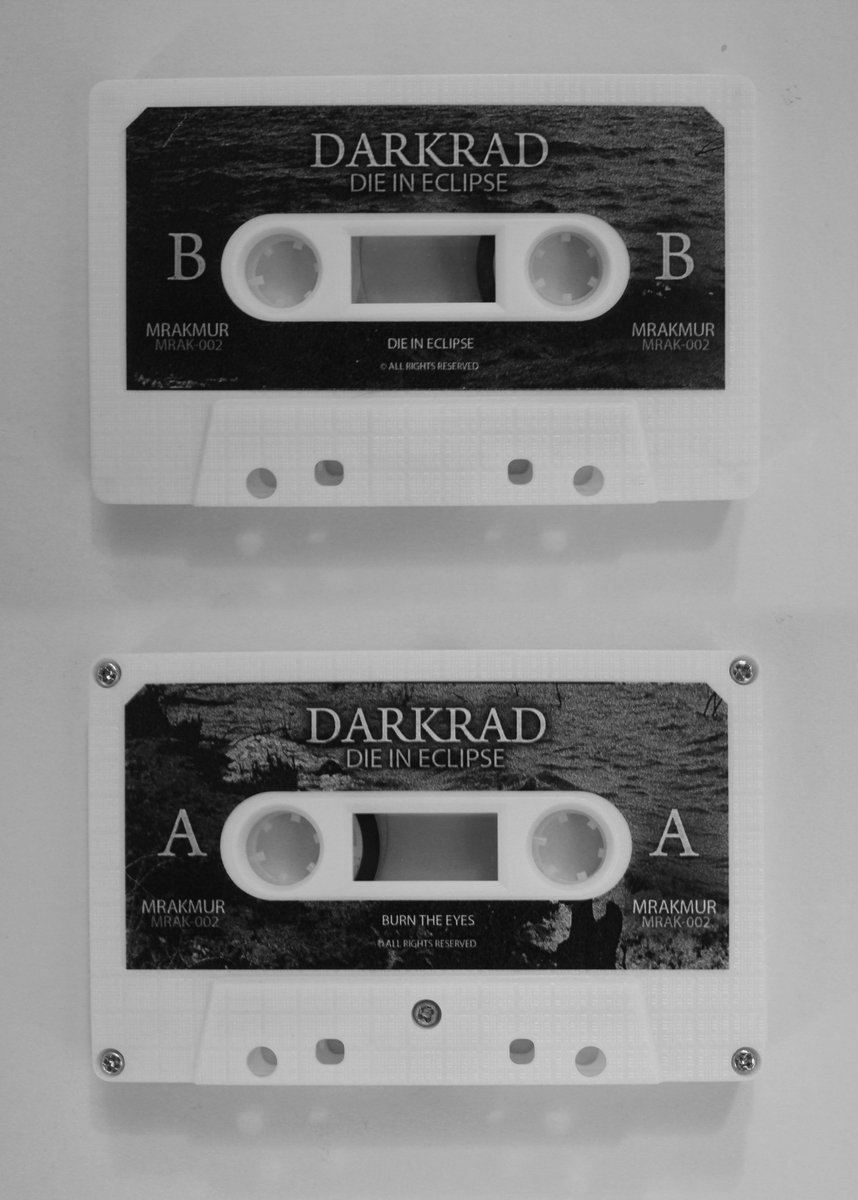 DARKRAD
DIE IN ECLIPSE
B B
MRAKMUR MRAKMUR
MRAK-002 MRAK-002
DIE IN ECLIPSE
© ALL RIGHTS RESERVED
DARKRAD
DIE IN ECLIPSE
A A
MRAKMUR MRAKMUR
MRAK-002 MRAK-002
BURN THE EYES
© ALL RIGHTS RESERVED